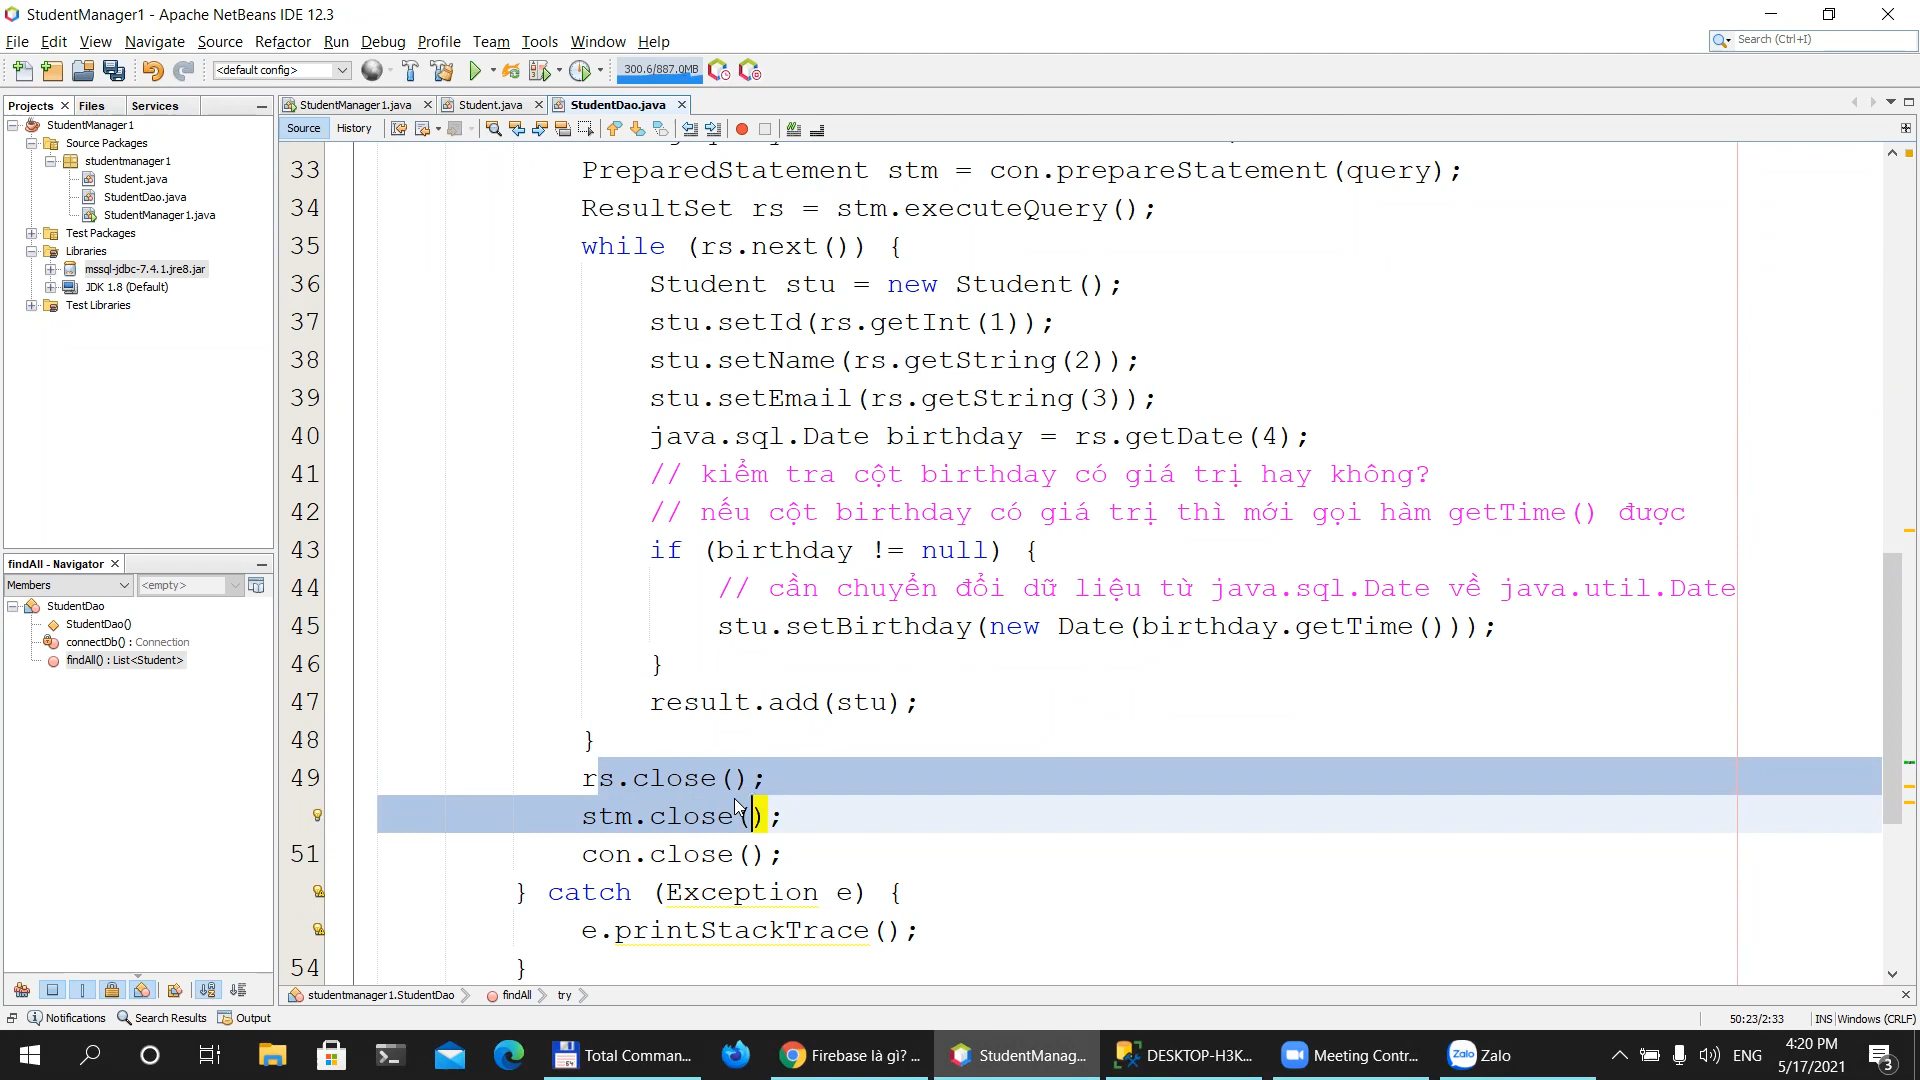 StudentManager1 - Apache NetBeans IDE 12.3
File Edit View Navigate Source Refactor Run Debug Profile Team Tools Window Help
Search (Ctrl+I)
<default config>
300.6/887.0MB
Projects Files Services
StudentManager1
Source Packages
studentmanager1
Student.java
StudentDao.java
StudentManager1.java
Test Packages
Libraries
mssql-jdbc-7.4.1.jre8.jar
JDK 1.8 (Default)
Test Libraries
findAll - Navigator
Members <empty>
StudentDao
StudentDao()
connectDb() : Connection
findAll() : List<Student>
StudentManager1.java Student.java StudentDao.java
Source History
33 PreparedStatement stm = con.prepareStatement(query);
34 ResultSet rs = stm.executeQuery();
35 while (rs.next()) {
36 Student stu = new Student();
37 stu.setId(rs.getInt(1));
38 stu.setName(rs.getString(2));
39 stu.setEmail(rs.getString(3));
40 java.sql.Date birthday = rs.getDate(4);
41 // kiểm tra cột birthday có giá trị hay không?
42 // nếu cột birthday có giá trị thì mới gọi hàm getTime() được
43 if (birthday != null) {
44 // cần chuyển đổi dữ liệu từ java.sql.Date về java.util.Date
45 stu.setBirthday(new Date(birthday.getTime()));
46 }
47 result.add(stu);
48 }
49 rs.close();
stm.close();
51 con.close();
} catch (Exception e) {
e.printStackTrace();
54 }
studentmanager1.StudentDao findAll try
Notifications Search Results Output
50:23/2:33 INS Windows (CRLF)
Total Comman... Firebase là gì? ... StudentManag... DESKTOP-H3K... Meeting Contr... Zalo Zalo
ENG
4:20 PM
5/17/2021
3